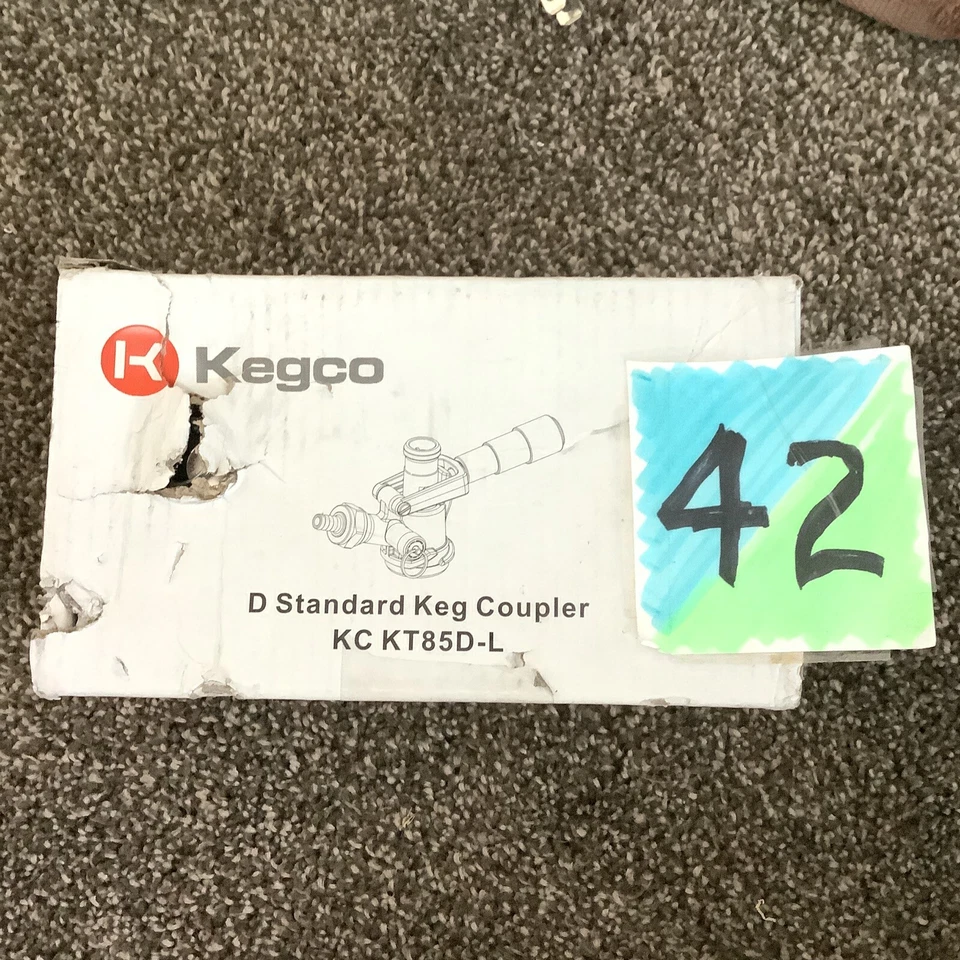 Kegco
42
D Standard Keg Coupler
KC KT85D-L